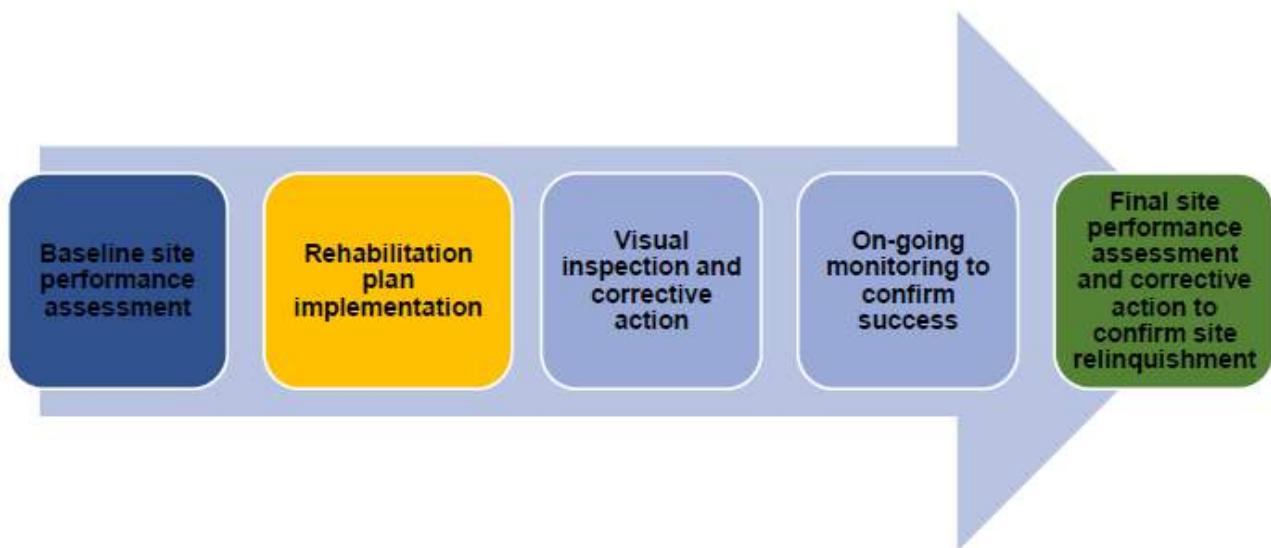 Baseline site
performance
assessment
Rehabilitation
plan
implementation
Visual
inspection and
corrective
action
On-going
monitoring to
confirm
success
Final site
performance
assessment
and corrective
action to
confirm site
relinquishment